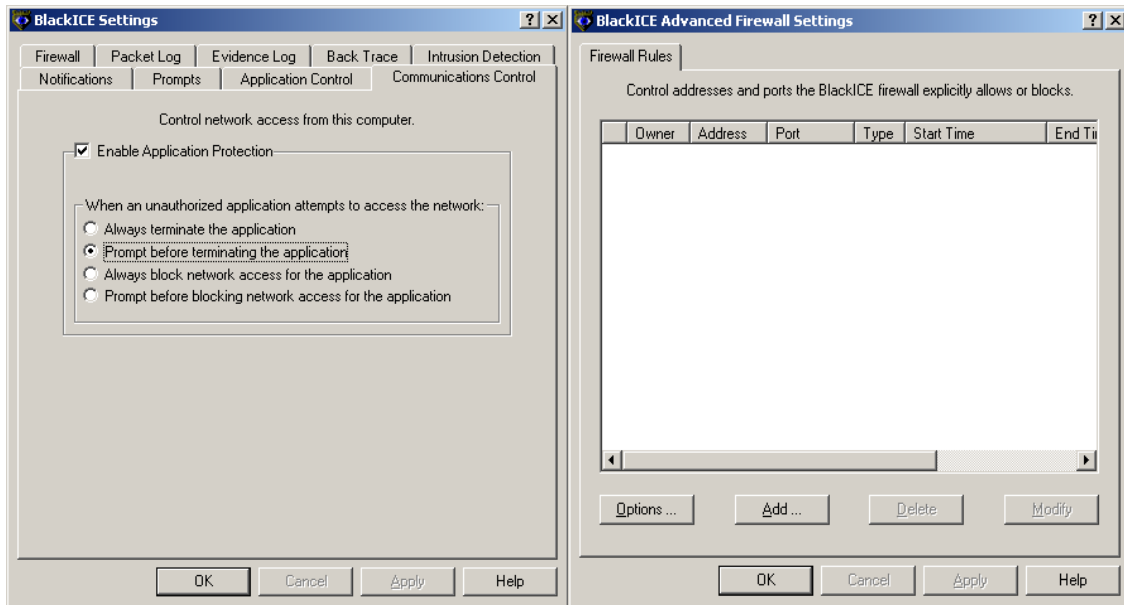 BlackICE Settings
Firewall Packet Log Evidence Log Back Trace Intrusion Detection
Notifications Prompts Application Control Communications Control
Control network access from this computer.
Enable Application Protection
When an unauthorized application attempts to access the network:
Always terminate the application
Prompt before terminating the application
Always block network access for the application
Prompt before blocking network access for the application
OK Cancel Apply Help
BlackICE Advanced Firewall Settings
Firewall Rules
Control addresses and ports the BlackICE firewall explicitly allows or blocks.
Owner Address Port Type Start Time End Ti
Options ... Add ... Delete Modify
OK Cancel Apply Help